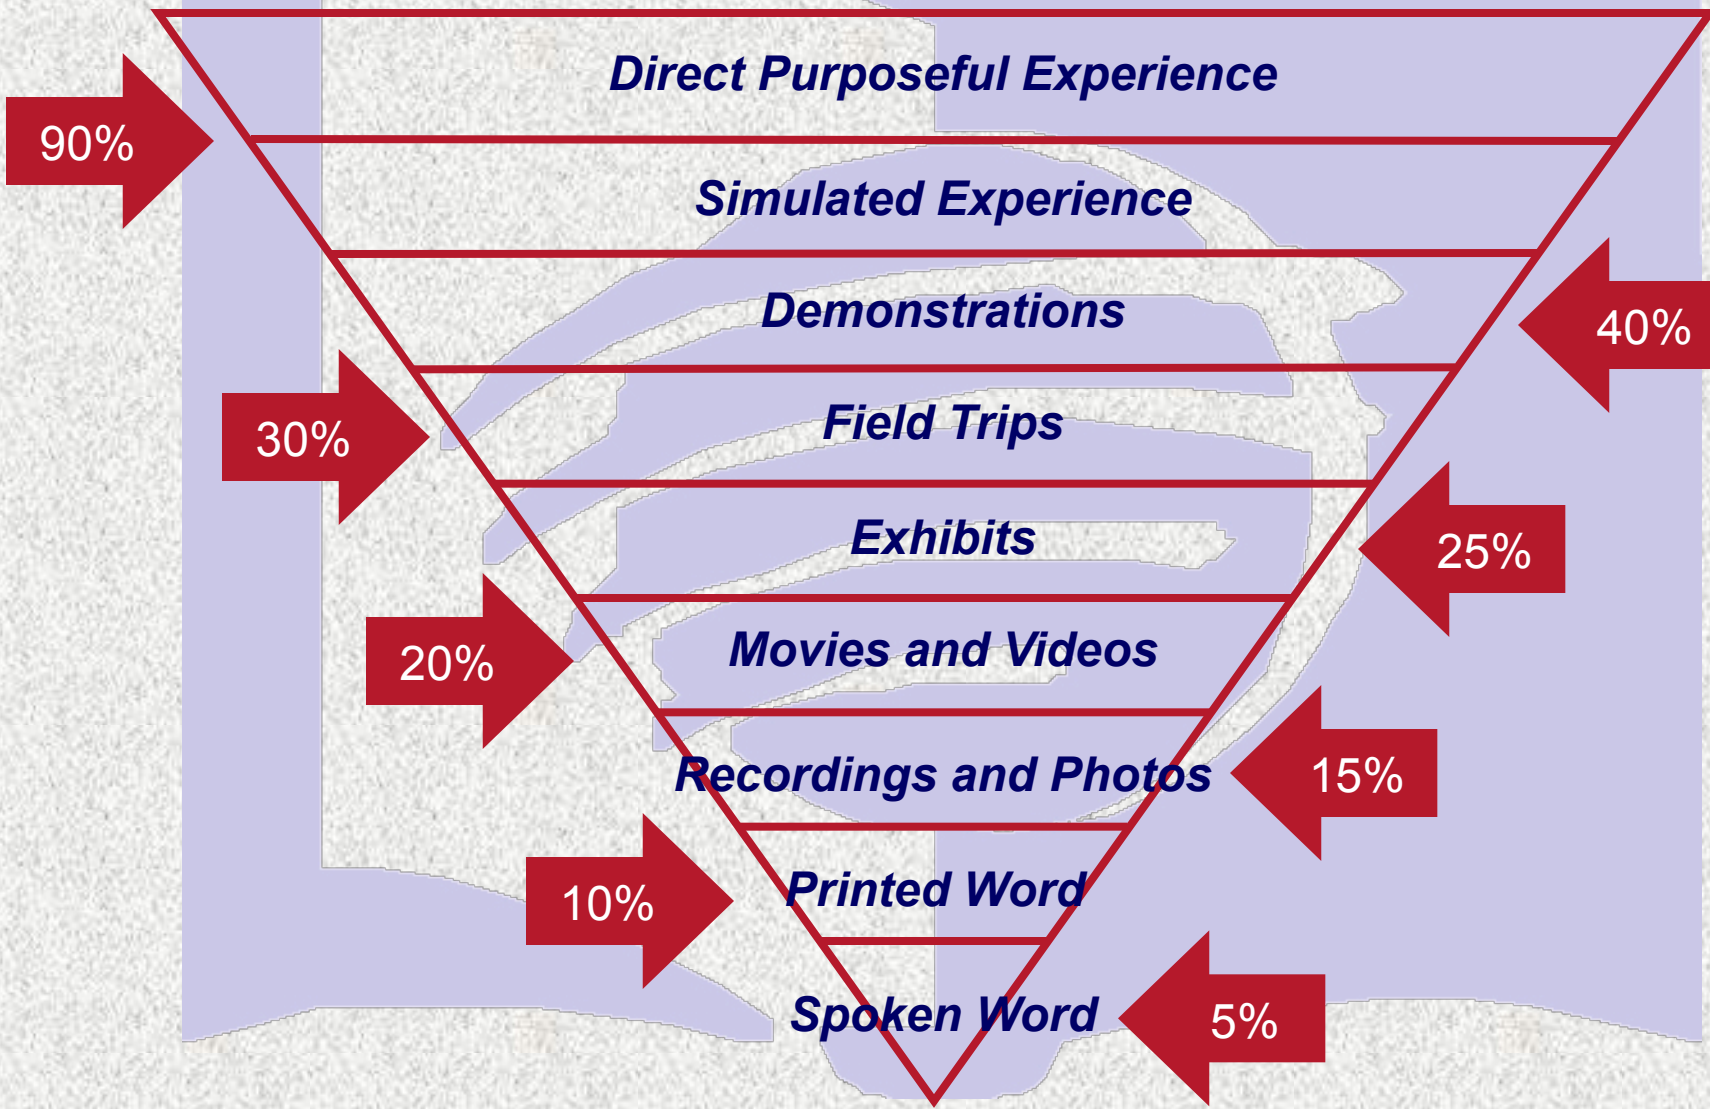 Direct Purposeful Experience
90%
Simulated Experience
Demonstrations
40%
Field Trips
30%
Exhibits
25%
Movies and Videos
20%
Recordings and Photos
15%
Printed Word
10%
Spoken Word
5%